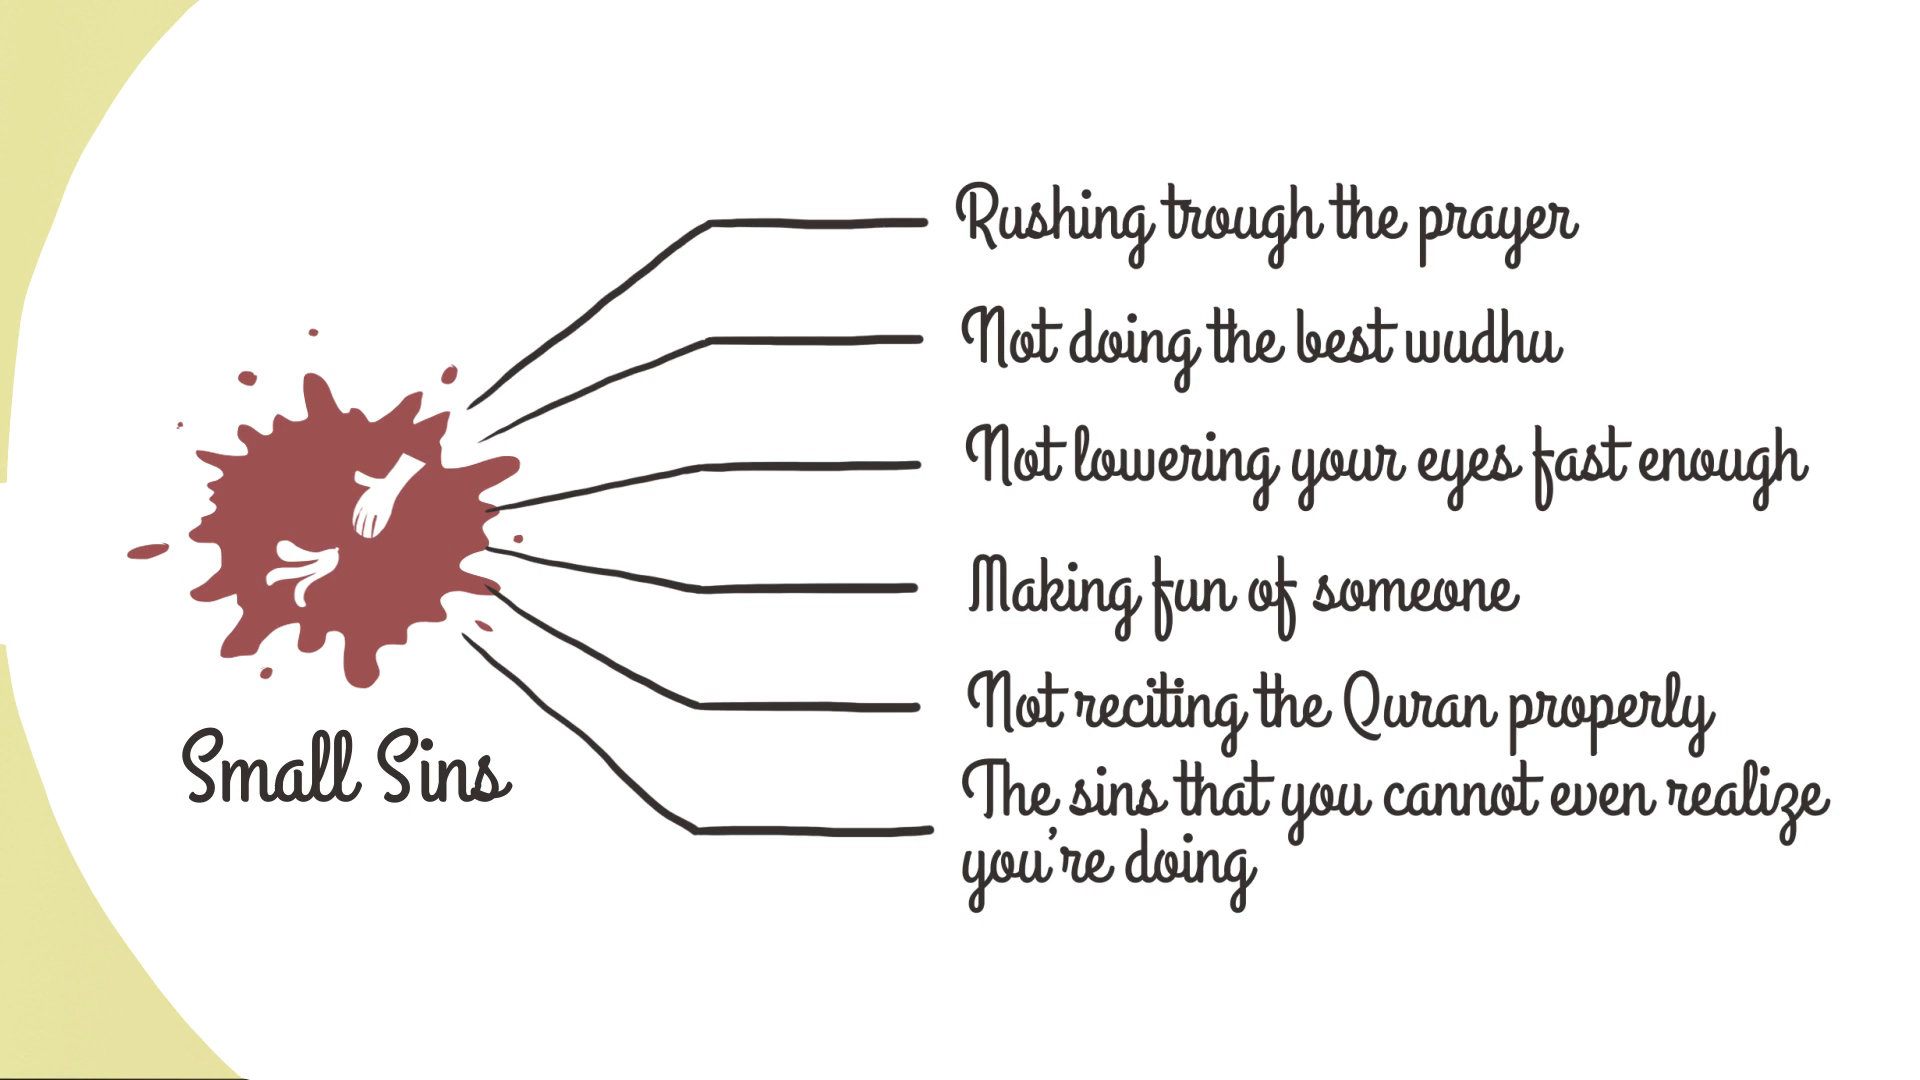 Rushing trough the prayer
Not doing the best wudhu
Not lowering your eyes fast enough
Making fun of someone
Not reciting the Quran properly
The sins that you cannot even realize
you're doing
Small Sins